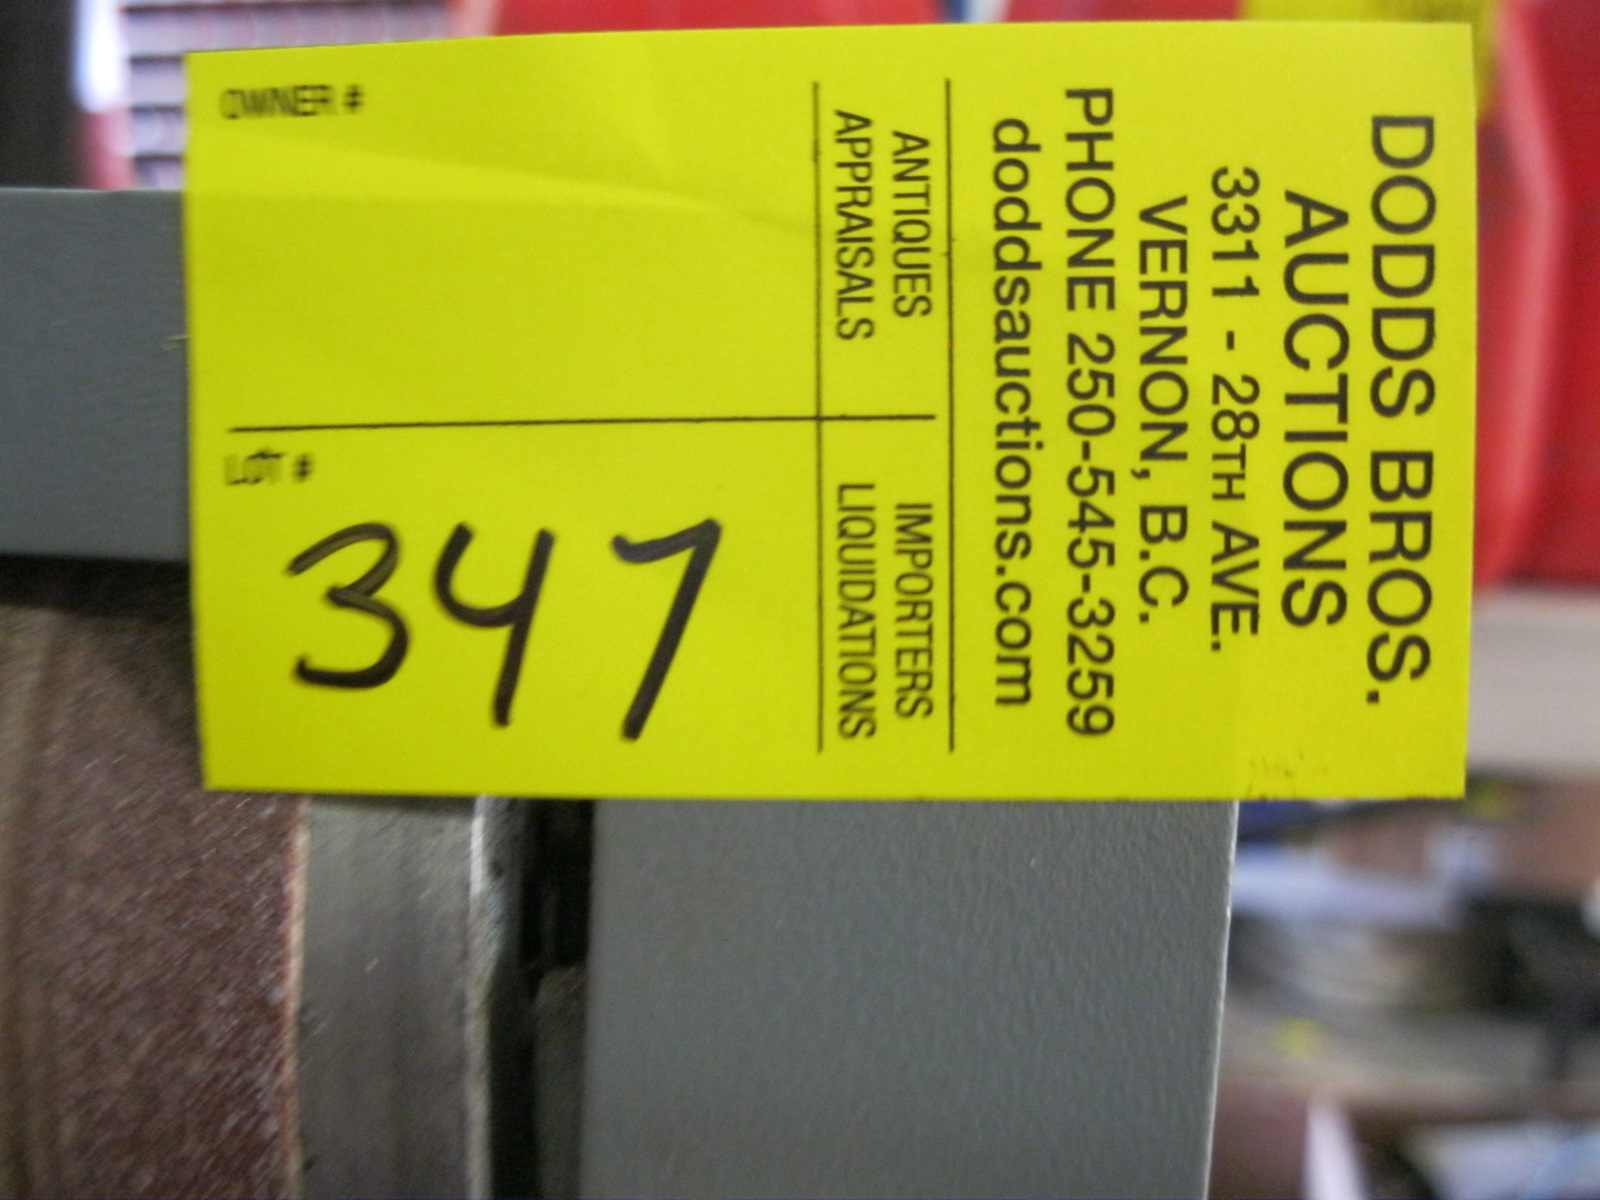 DODDS BROS.
AUCTIONS
3311 - 28TH AVE.
VERNON, B.C.
PHONE 250-545-3259
doddsauctions.com
ANTIQUES
APPRAISALS
IMPORTERS
LIQUIDATIONS
OWNER #
LOT #
347